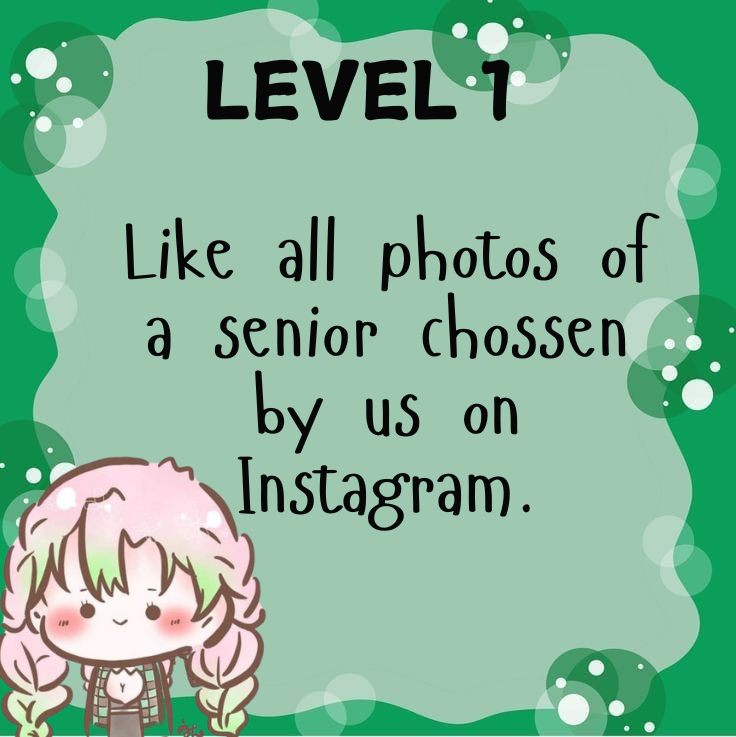 LEVEL 1
Like all photos of
a senior chossen
by us on
Instagram.